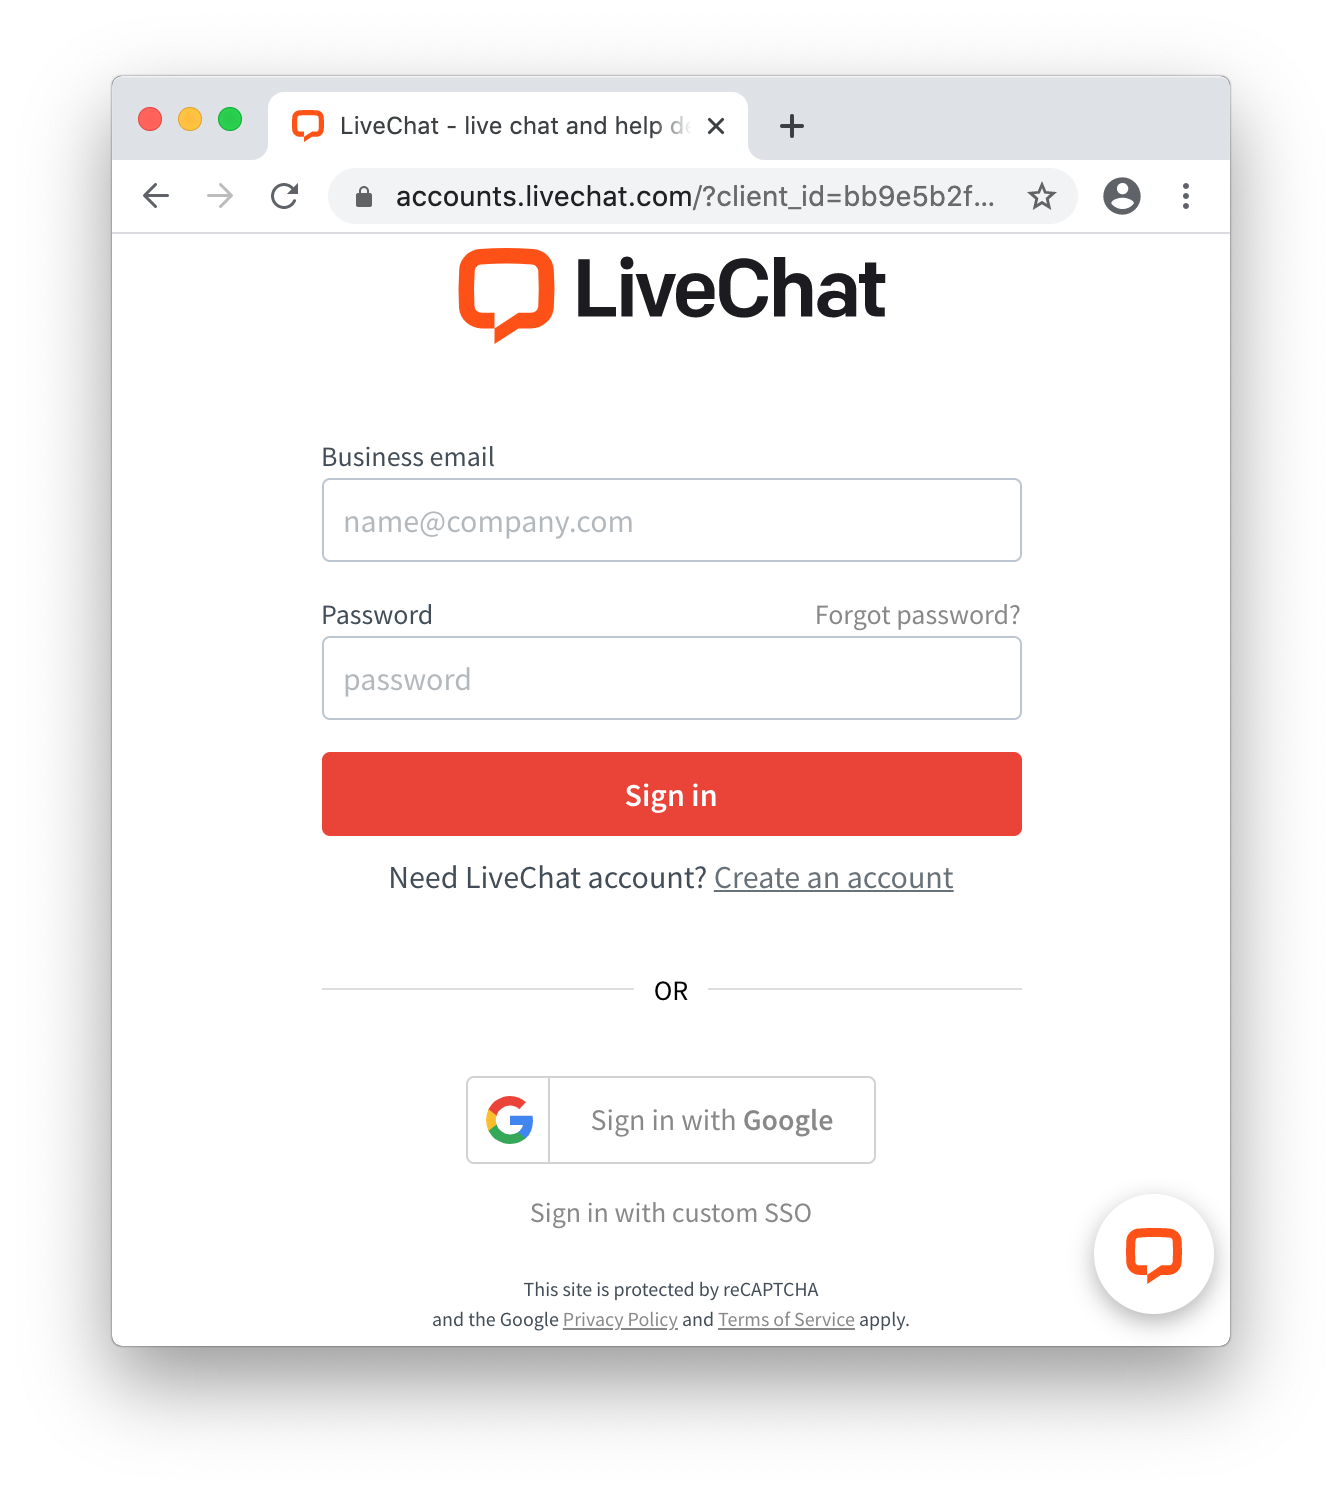 LiveChat - live chat and help
accounts.livechat.com/?client_id=bb9e5b2f...
LiveChat
Business email
name@company.com
Password Forgot password?
password
Sign in
Need LiveChat account? Create an account
OR
Sign in with Google
Sign in with custom SSO
This site is protected by reCAPTCHA
and the Google Privacy Policy and Terms of Service apply.